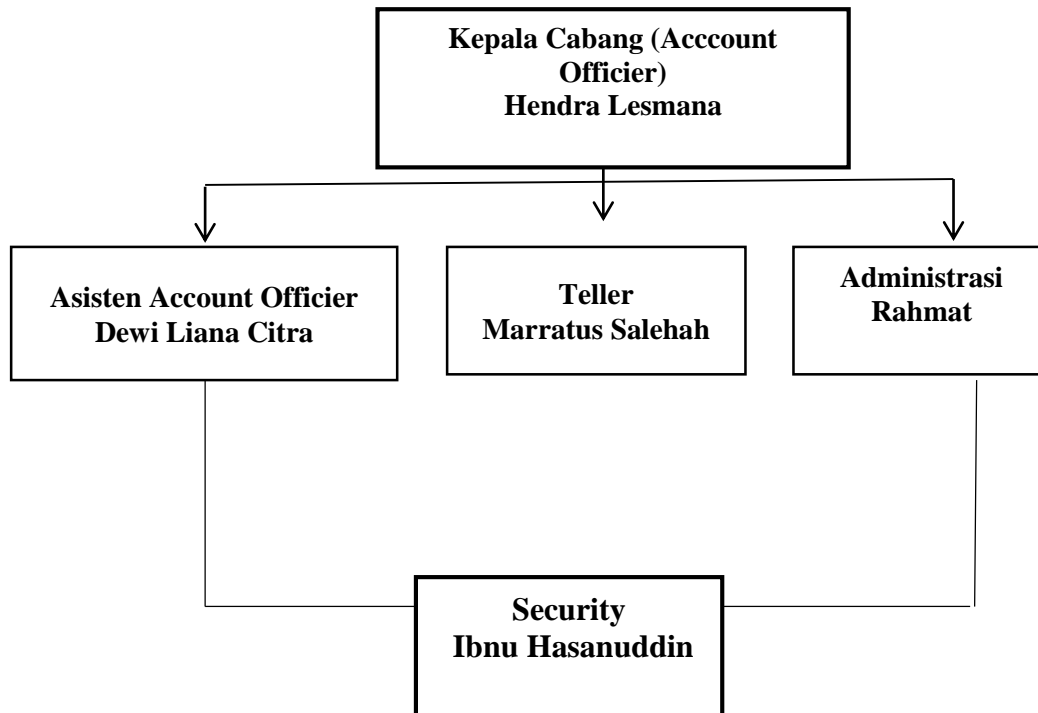 Kepala Cabang (Acccount
Officier)
Hendra Lesmana
Asisten Account Officier
Dewi Liana Citra
Teller
Marratus Salehah
Administrasi
Rahmat
Security
Ibnu Hasanuddin